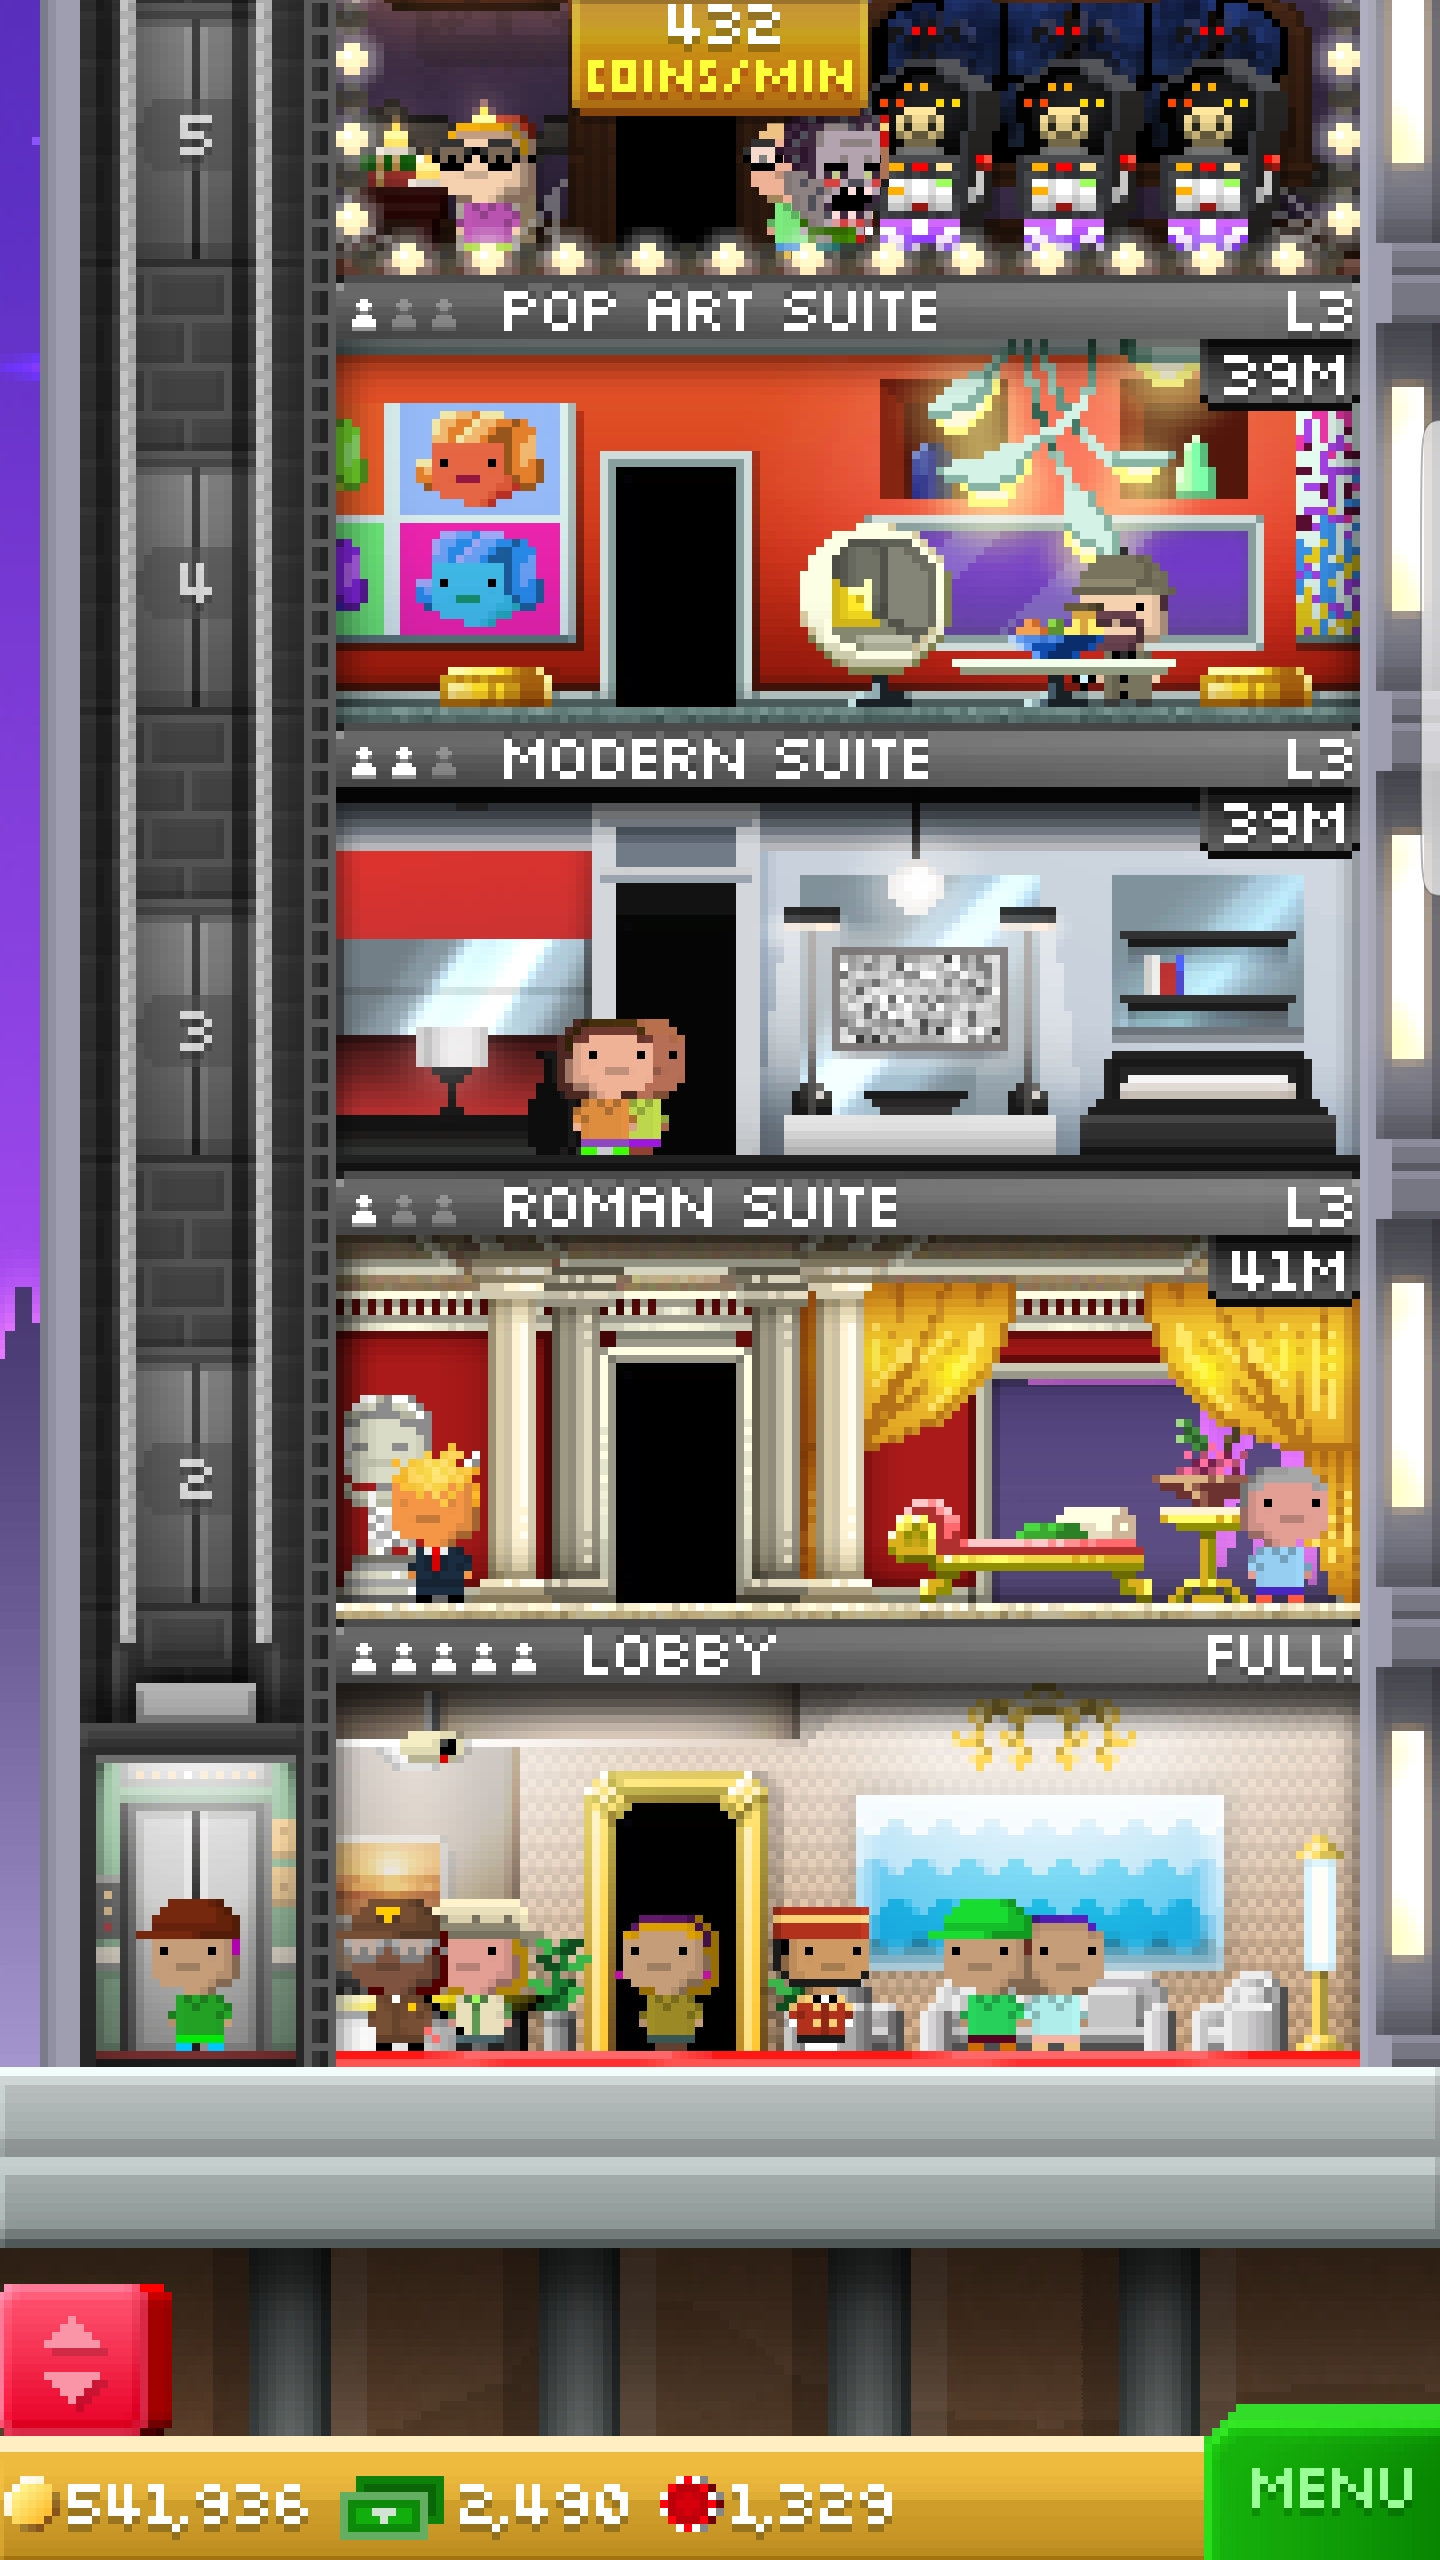 432
COINS/MIN
5
POP ART SUITE L3
39M
4
MODERN SUITE L3
39M
3
ROMAN SUITE L3
41M
2
LOBBY FULL!
541,936 2,490 1,329
MENU